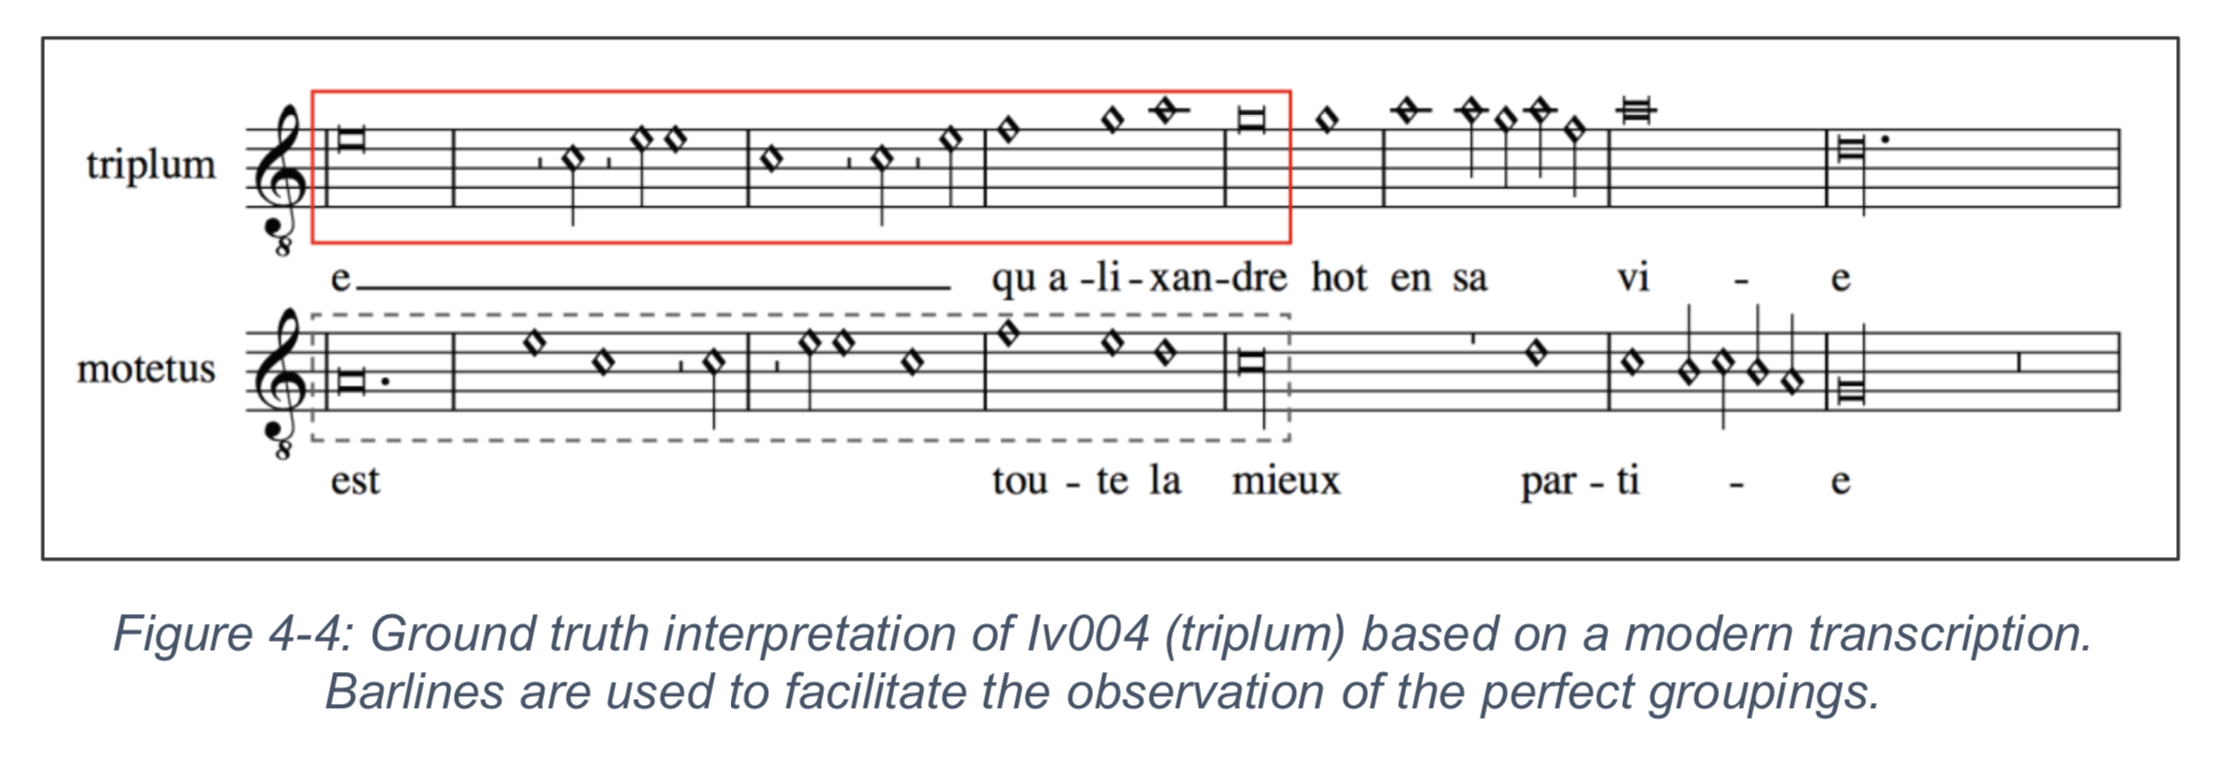 triplum
8
e qu a - li - xan - dre hot en sa vi - e
motetus
8
est tou - te la mieux par - ti - e
Figure 4-4: Ground truth interpretation of Iv004 (triplum) based on a modern transcription.
Barlines are used to facilitate the observation of the perfect groupings.